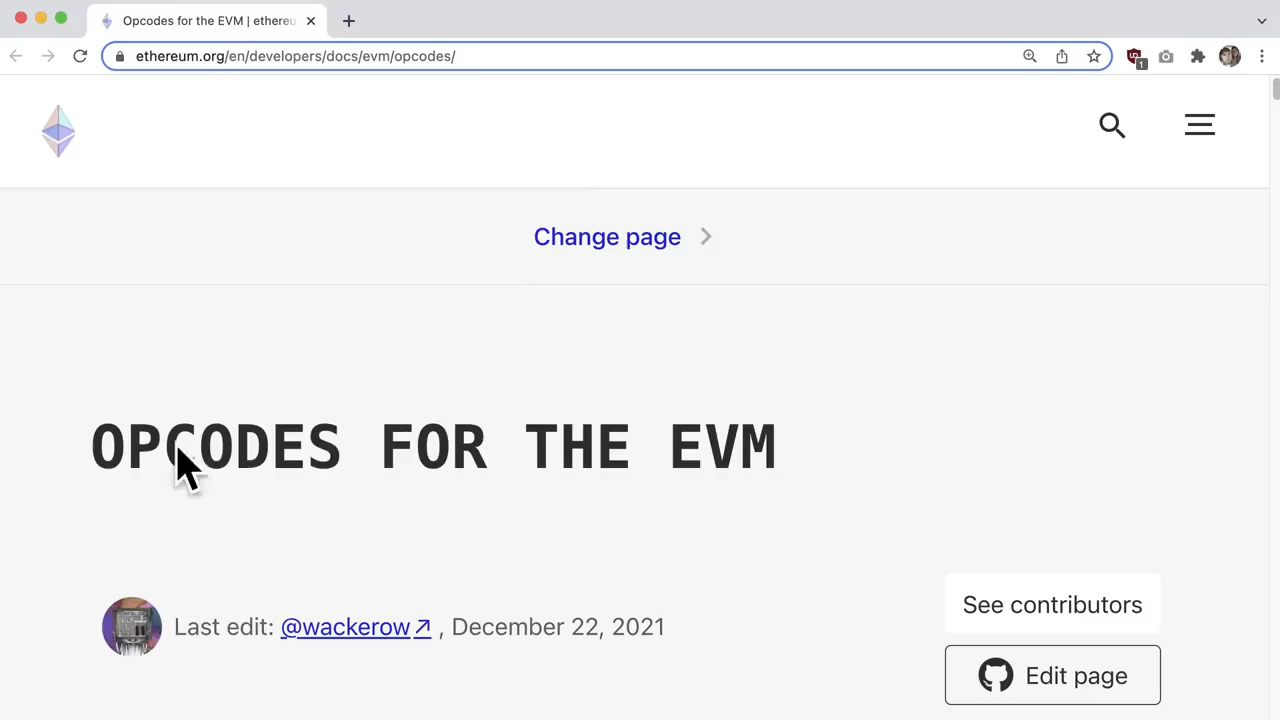 Opcodes for the EVM | ethereu
ethereum.org/en/developers/docs/evm/opcodes/
1
Change page
OPCODES FOR THE EVM
Last edit: @wackerow , December 22, 2021
See contributors
Edit page